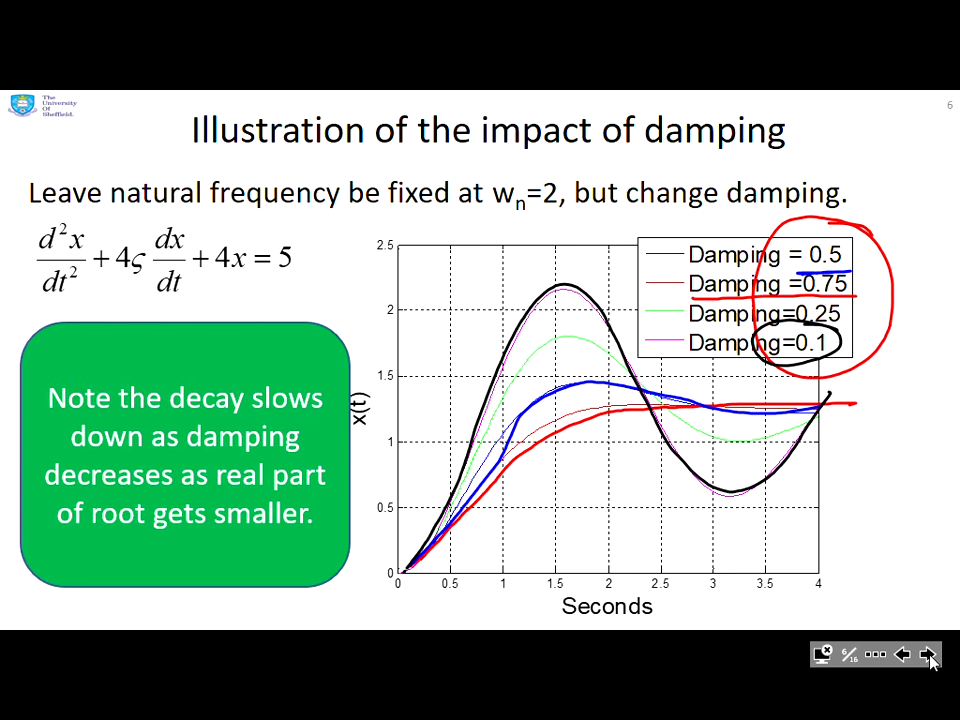 The
University
Of
Sheffield.
6
Illustration of the impact of damping
Leave natural frequency be fixed at wn=2, but change damping.
d²x/dt² + 4ς dx/dt + 4x = 5
Note the decay slows
down as damping
decreases as real part
of root gets smaller.
2.5
2
1.5
1
0.5
0
x(t)
Damping = 0.5
Damping =0.75
Damping=0.25
Damping=0.1
0 0.5 1 1.5 2 2.5 3 3.5 4
Seconds
6/16